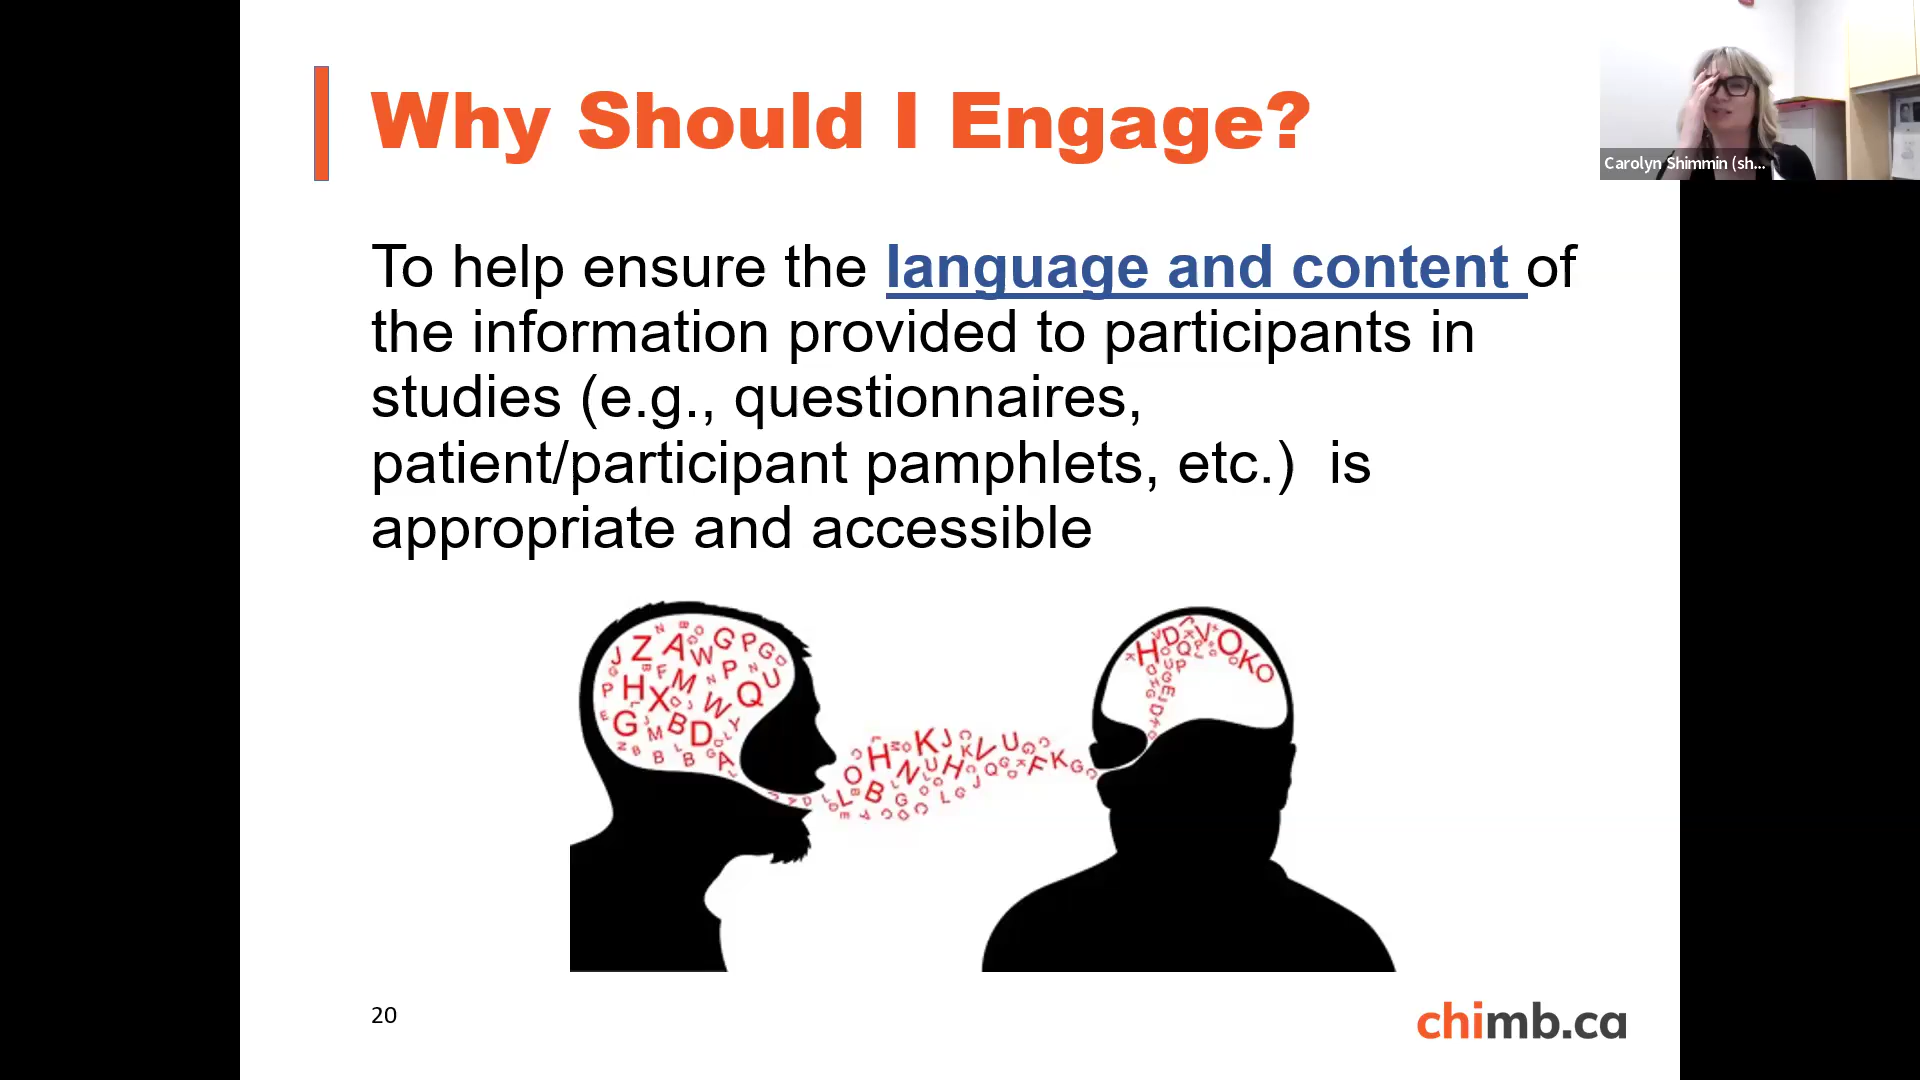 Why Should I Engage?
Carolyn Shimmin (sh...
To help ensure the language and content of
the information provided to participants in
studies (e.g., questionnaires,
patient/participant pamphlets, etc.)  is
appropriate and accessible
20
chimb.ca